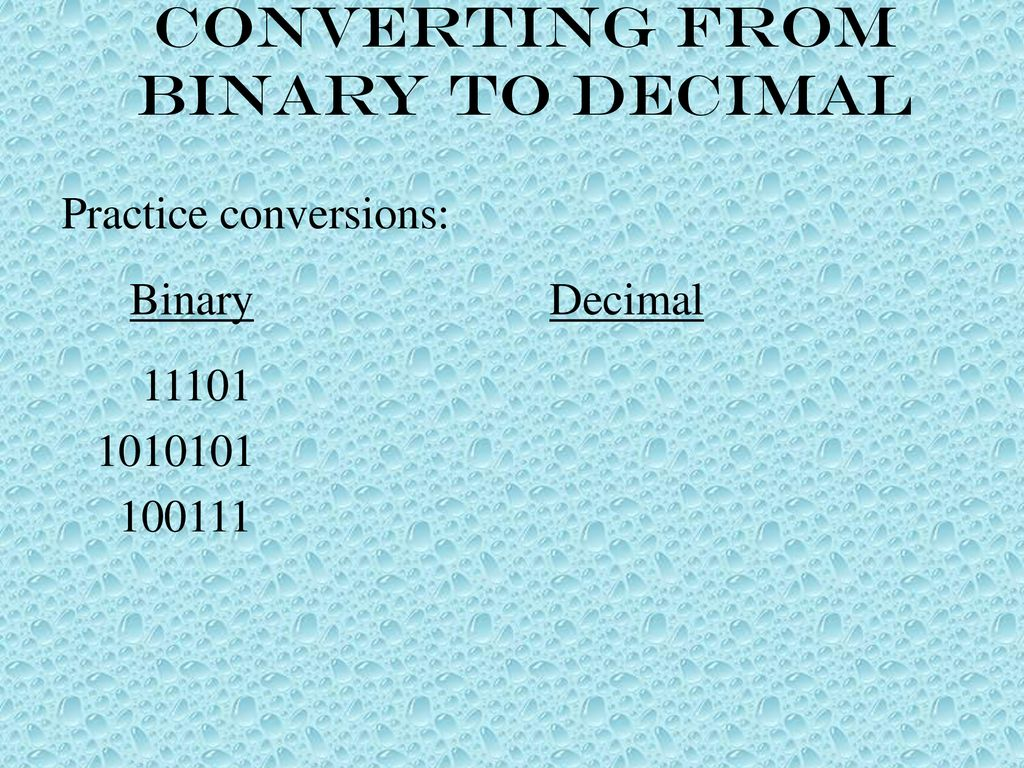 CONVERTING FROM
BINARY TO DECIMAL
Practice conversions:
Binary Decimal
11101
1010101
100111